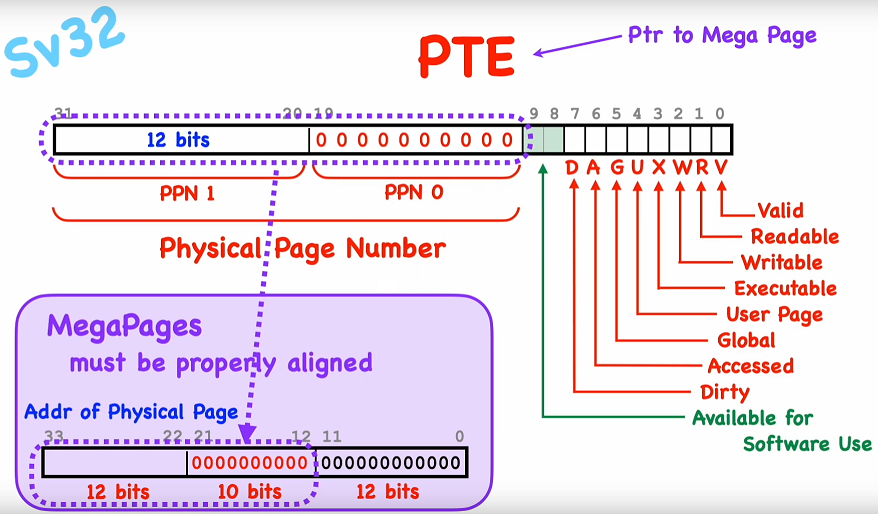 Sv32
PTE
Ptr to Mega Page
31 20 19 9 8 7 6 5 4 3 2 1 0
12 bits 0 0 0 0 0 0 0 0 0 0
D A G U X W R V
PPN 1 PPN 0
Physical Page Number
Valid
Readable
Writable
Executable
User Page
Global
Accessed
Dirty
Available for
Software Use
MegaPages
must be properly aligned
Addr of Physical Page
33 22 21 12 11 0
0000000000 000000000000
12 bits 10 bits 12 bits